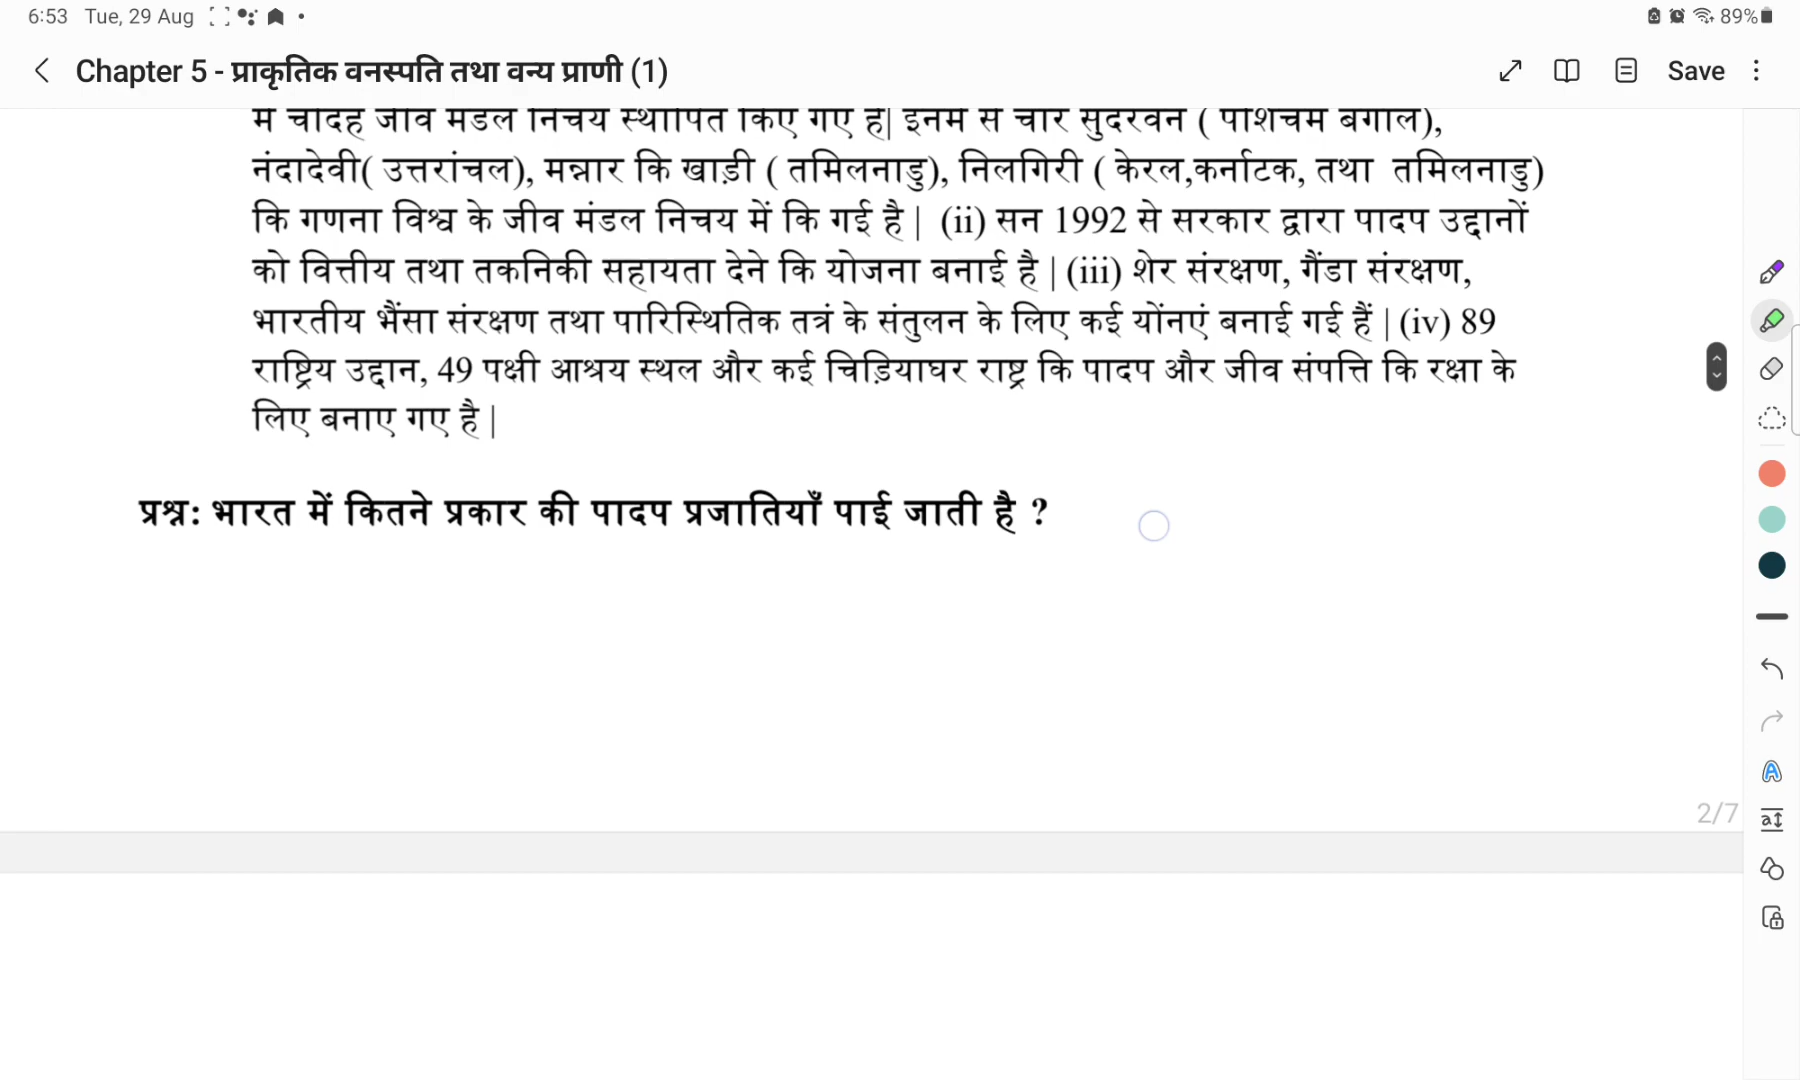 6:53 Tue, 29 Aug 89%
Chapter 5 - प्राकृतिक वनस्पति तथा वन्य प्राणी (1) Save
में चौदह जीव मंडल निचय स्थापित किए गए है| इनमें से चार सुंदरवन ( पश्चिम बंगाल),
नंदादेवी( उत्तरांचल), मन्नार कि खाड़ी ( तमिलनाडु), निलगिरी ( केरल,कर्नाटक, तथा तमिलनाडु)
कि गणना विश्व के जीव मंडल निचय में कि गई है | (ii) सन 1992 से सरकार द्वारा पादप उद्दानों
को वित्तीय तथा तकनिकी सहायता देने कि योजना बनाई है | (iii) शेर संरक्षण, गैंडा संरक्षण,
भारतीय भैंसा संरक्षण तथा पारिस्थितिक तत्रं के संतुलन के लिए कई योंनएं बनाई गई हैं | (iv) 89
राष्ट्रिय उद्दान, 49 पक्षी आश्रय स्थल और कई चिड़ियाघर राष्ट्र कि पादप और जीव संपत्ति कि रक्षा के
लिए बनाए गए है |
प्रश्न: भारत में कितने प्रकार की पादप प्रजातियाँ पाई जाती है ?
2/7